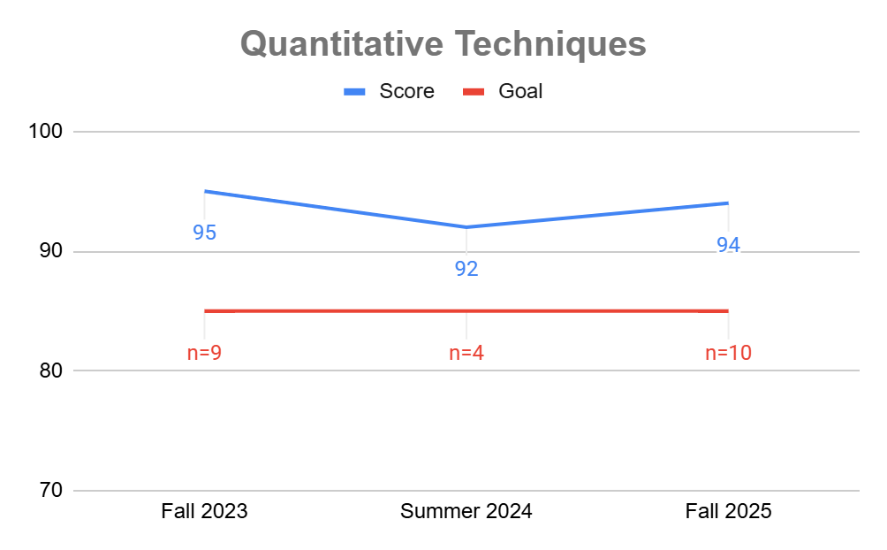 Quantitative Techniques
Score Goal
100
95
90
94
92
n=9 n=4 n=10
80
70
Fall 2023 Summer 2024 Fall 2025